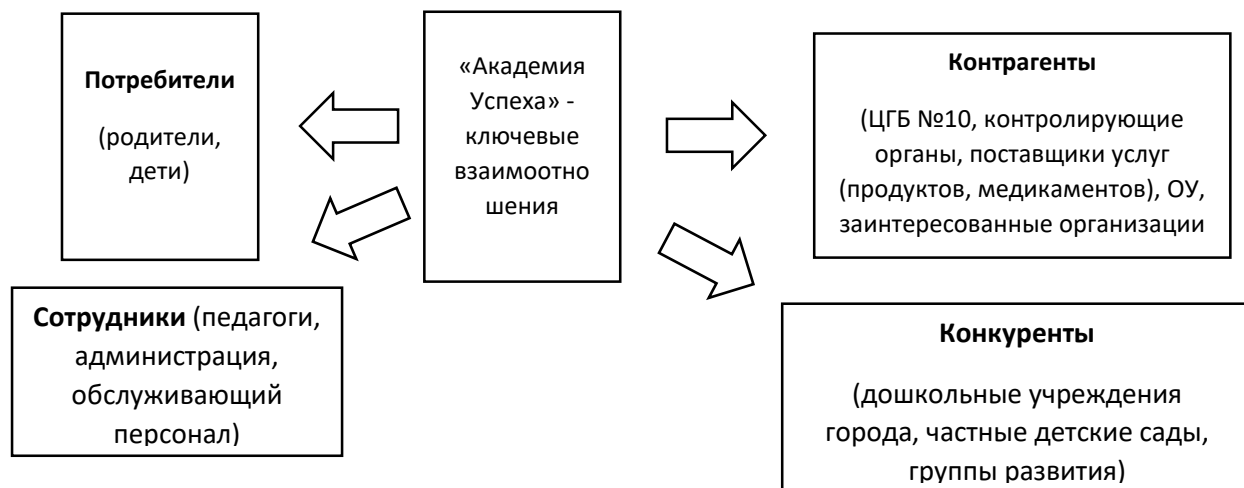 Потребители
(родители,
дети)
«Академия
Успеха» -
ключевые
взаимоотно
шения
Контрагенты
(ЦГБ №10, контролирующие
органы, поставщики услуг
(продуктов, медикаментов), ОУ,
заинтересованные организации
Сотрудники (педагоги,
администрация,
обслуживающий
персонал)
Конкуренты
(дошкольные учреждения
города, частные детские сады,
группы развития)